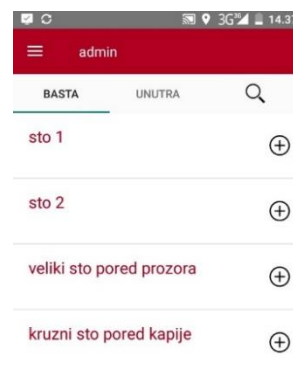 3G 14.37
admin
BASTA UNUTRA
sto 1
sto 2
veliki sto pored prozora
kruzni sto pored kapije